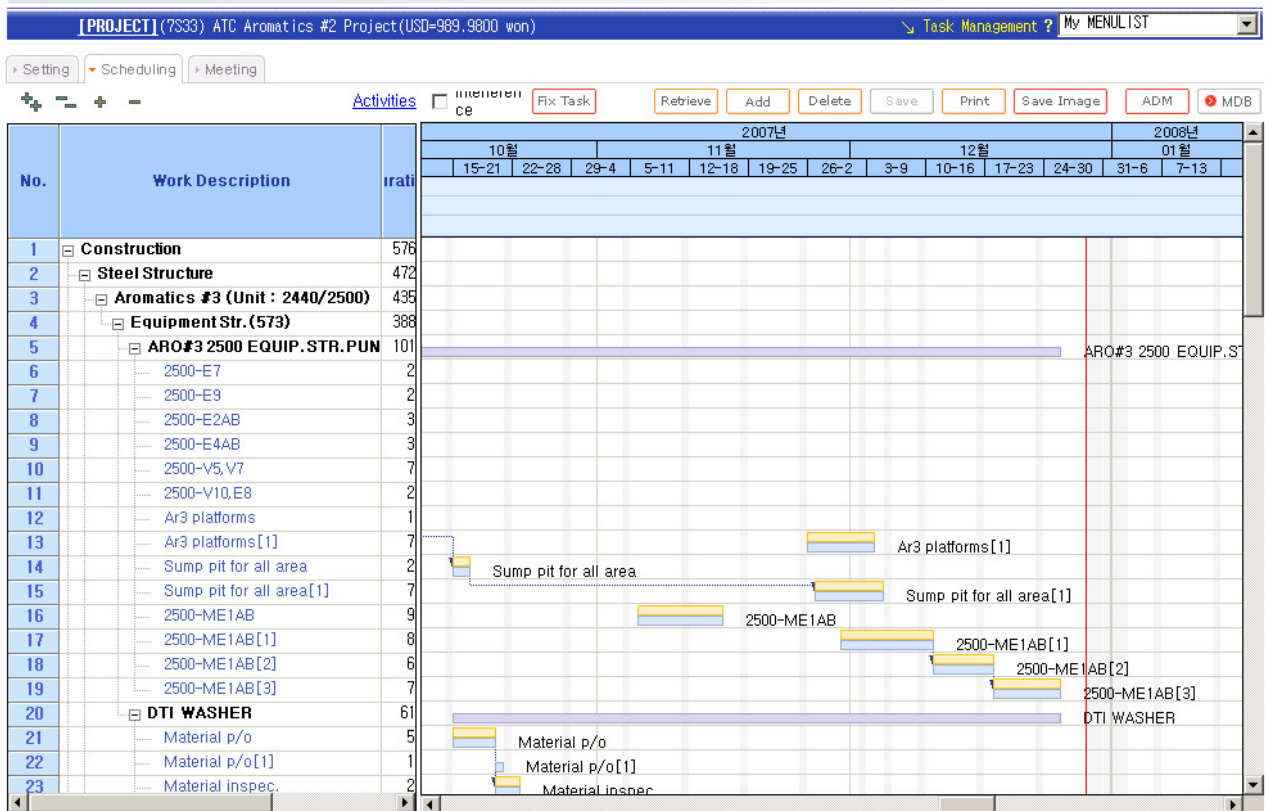 [PROJECT](7S33) ATC Aromatics #2 Project(USD=989.9800 won) Task Management ? My MENULIST
Setting Scheduling Meeting
Activities Fix Task Retrieve Add Delete Save Print Save Image ADM MDB
ce
2007년 2008년
10월 11월 12월 01월
No. Work Description urati 15-21 22-28 29-4 5-11 12-18 19-25 26-2 3-9 10-16 17-23 24-30 31-6 7-13
1 Construction 576
2 Steel Structure 472
3 Aromatics #3 (Unit : 2440/2500) 435
4 Equipment Str.(573) 388
5 ARO#3 2500 EQUIP.STR.PUN 101 ARO#3 2500 EQUIP.ST
6 2500-E7 2
7 2500-E9 2
8 2500-E2AB 3
9 2500-E4AB 3
10 2500-V5,V7 7
11 2500-V10,E8 2
12 Ar3 platforms 1
13 Ar3 platforms[1] 7 Ar3 platforms[1]
14 Sump pit for all area 2 Sump pit for all area
15 Sump pit for all area[1] 7 Sump pit for all area[1]
16 2500-ME1AB 9 2500-ME1AB
17 2500-ME1AB[1] 8 2500-ME1AB[1]
18 2500-ME1AB[2] 6 2500-ME1AB[2]
19 2500-ME1AB[3] 7 2500-ME1AB[3]
20 DTI WASHER 61 DTI WASHER
21 Material p/o 5 Material p/o
22 Material p/o[1] 1 Material p/o[1]
23 Material inspec. 2 Material inspec